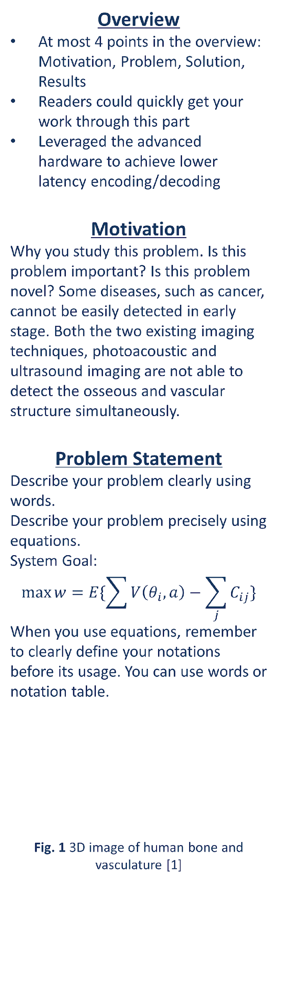 Overview
• At most 4 points in the overview:
Motivation, Problem, Solution,
Results
• Readers could quickly get your
work through this part
• Leveraged the advanced
hardware to achieve lower
latency encoding/decoding
Motivation
Why you study this problem. Is this
problem important? Is this problem
novel? Some diseases, such as cancer,
cannot be easily detected in early
stage. Both the two existing imaging
techniques, photoacoustic and
ultrasound imaging are not able to
detect the osseous and vascular
structure simultaneously.
Problem Statement
Describe your problem clearly using
words.
Describe your problem precisely using
equations.
System Goal:
max w = E{∑ V(θᵢ, a) − ∑ Cᵢⱼ}
j
When you use equations, remember
to clearly define your notations
before its usage. You can use words or
notation table.
Fig. 1 3D image of human bone and
vasculature [1]